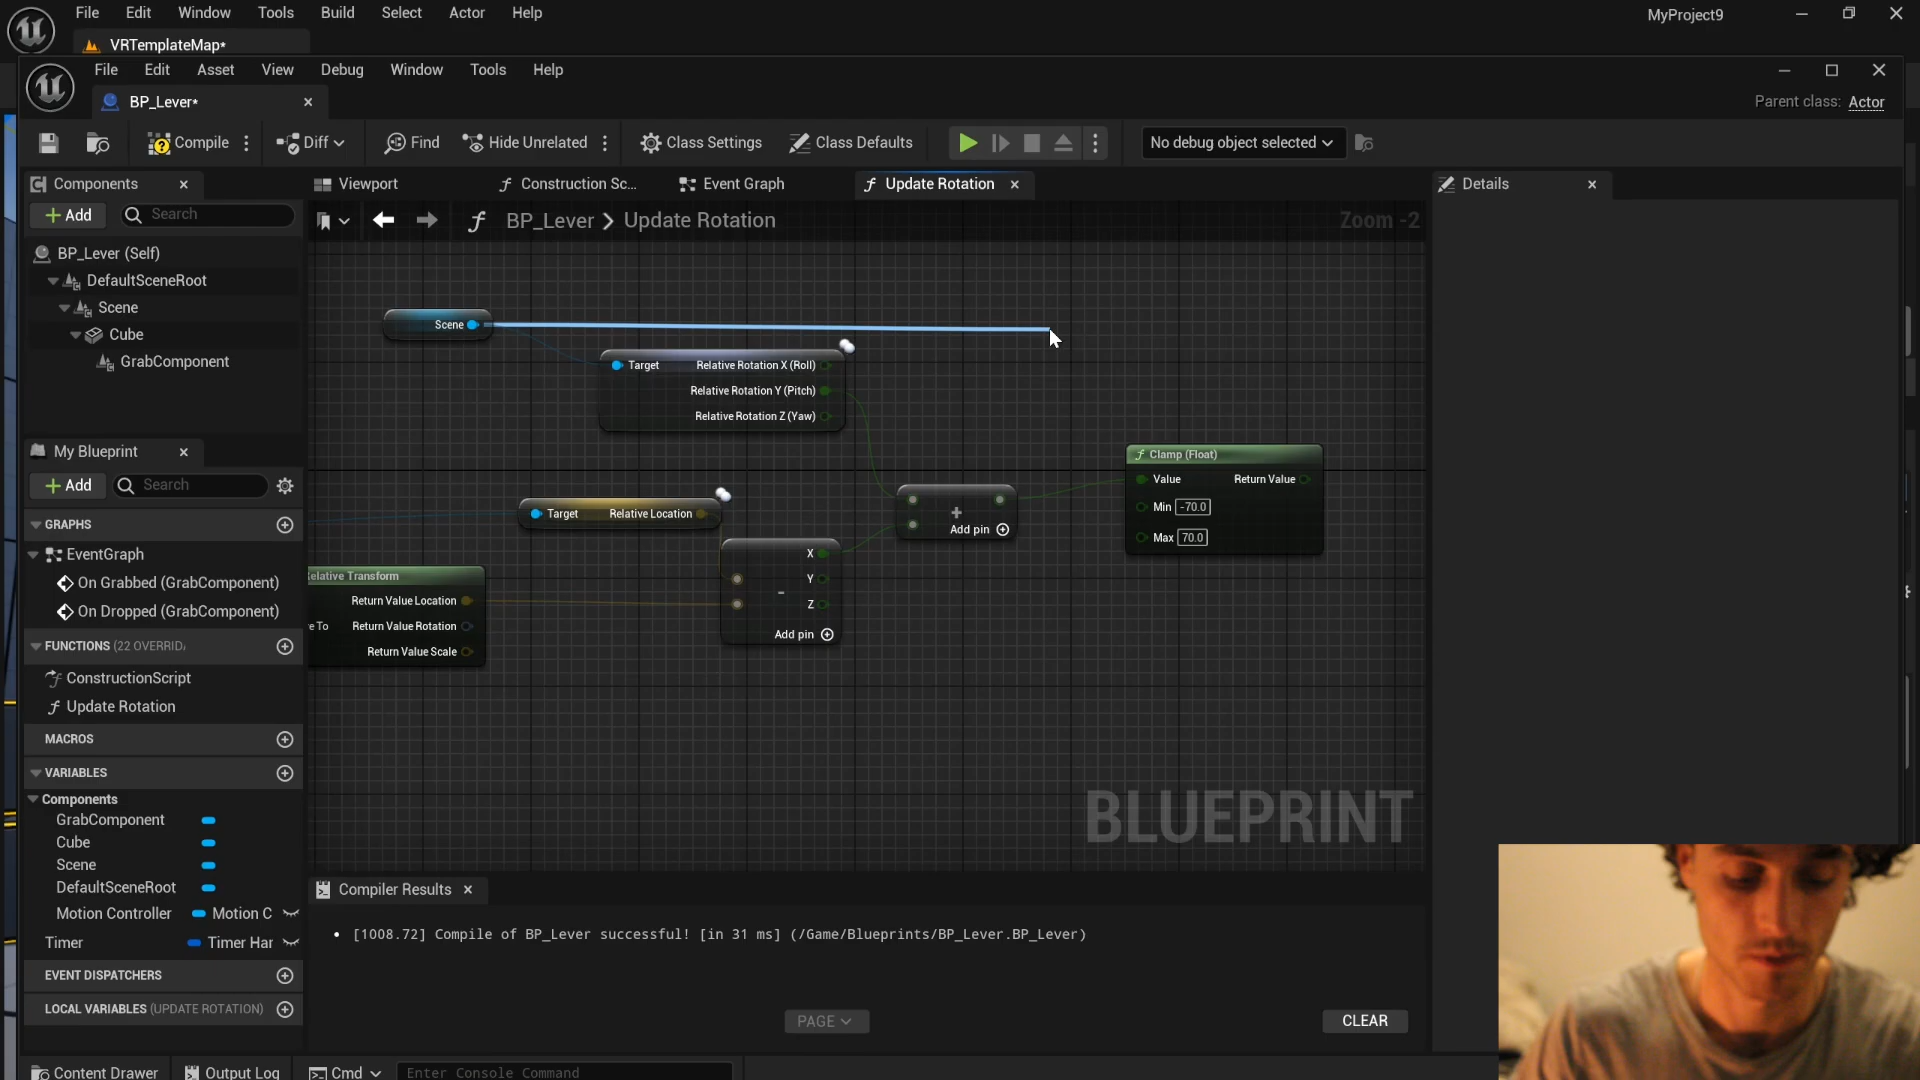 File Edit Window Tools Build Select Actor Help
MyProject9
VRTemplateMap*
File Edit Asset View Debug Window Tools Help
BP_Lever*
Parent class: Actor
Compile
Diff
Find
Hide Unrelated
Class Settings
Class Defaults
No debug object selected
Components
Add
Search
BP_Lever (Self)
DefaultSceneRoot
Scene
Cube
GrabComponent
My Blueprint
Add
Search
GRAPHS
EventGraph
On Grabbed (GrabComponent)
On Dropped (GrabComponent)
FUNCTIONS (22 OVERRID
ConstructionScript
Update Rotation
MACROS
VARIABLES
Components
GrabComponent
Cube
Scene
DefaultSceneRoot
Motion Controller Motion C
Timer Timer Har
EVENT DISPATCHERS
LOCAL VARIABLES (UPDATE ROTATION)
Viewport
Construction Sc...
Event Graph
Update Rotation
BP_Lever > Update Rotation
Zoom -2
Scene
Target Relative Rotation X (Roll)
Relative Rotation Y (Pitch)
Relative Rotation Z (Yaw)
Clamp (Float)
Value Return Value
Min -70.0
Max 70.0
Target Relative Location
+
Add pin
X
Y
-
Z
Add pin
elative Transform
Return Value Location
e To Return Value Rotation
Return Value Scale
BLUEPRINT
Details
Compiler Results
[1008.72] Compile of BP_Lever successful! [in 31 ms] (/Game/Blueprints/BP_Lever.BP_Lever)
PAGE
CLEAR
Content Drawer
Output Log
Cmd
Enter Console Command